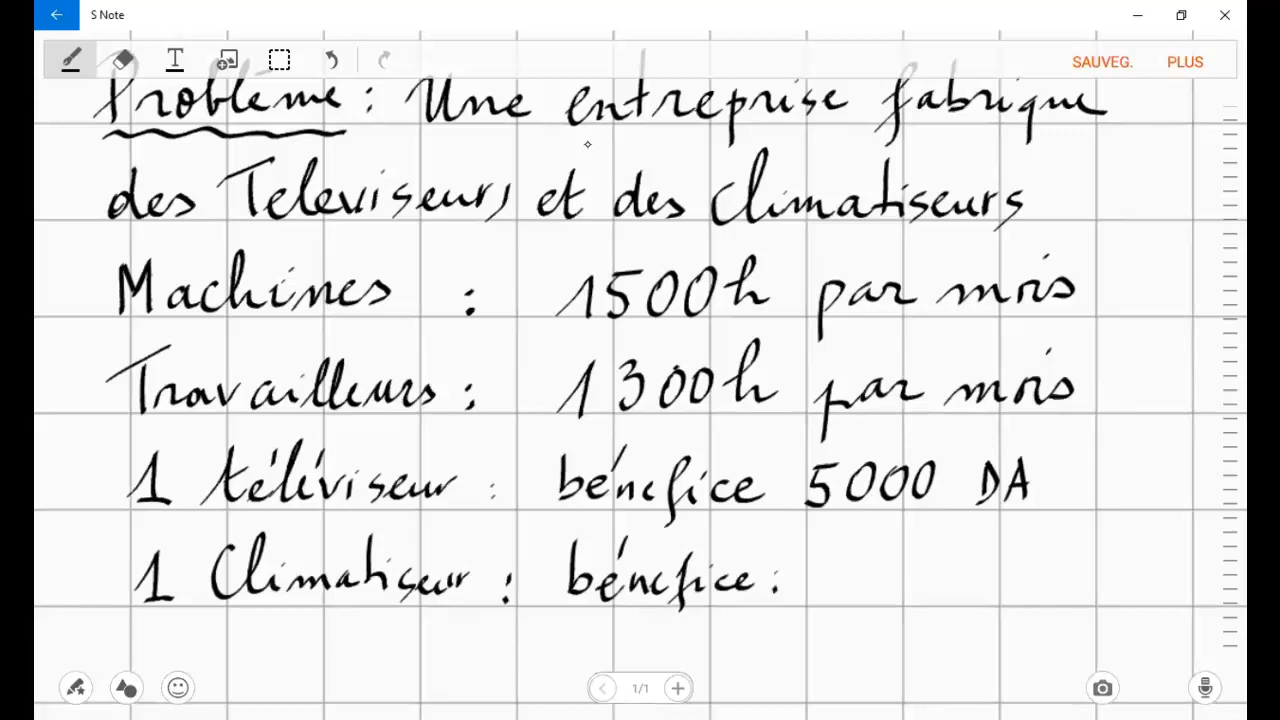 S Note
T
SAUVEG.
PLUS
Problème : Une entreprise fabrique
des Televiseurs et des climatiseurs
Machines : 1500h par mois
Travailleurs : 1300h par mois
1 téléviseur : bénéfice 5000 DA
1 Climatiseur : bénéfice :
1/1